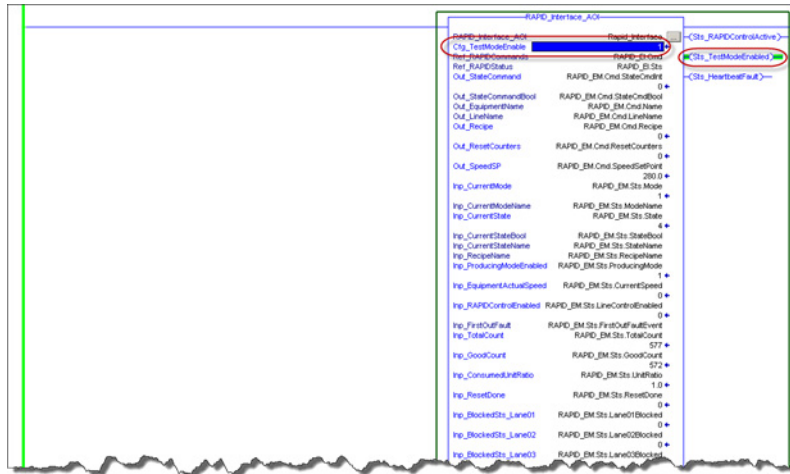 RAPID_Interface_AOI
RAPID_Interface_AOI Rapid_Interface ...
Cfg_TestModeEnable 1
Ref_RAPIDCommands RAPID_EI.Cmd
Ref_RAPIDStatus RAPID_EI.Sts
Out_StateCommand RAPID_EM.Cmd.StateCmdInt
0
Out_StateCommandBool RAPID_EM.Cmd.StateCmdBool
Out_EquipmentName RAPID_EM.Cmd.Name
Out_LineName RAPID_EM.Cmd.LineName
Out_Recipe RAPID_EM.Cmd.Recipe
0
Out_ResetCounters RAPID_EM.Cmd.ResetCounters
0
Out_SpeedSP RAPID_EM.Cmd.SpeedSetPoint
280.0
Inp_CurrentMode RAPID_EM.Sts.Mode
1
Inp_CurrentModeName RAPID_EM.Sts.ModeName
Inp_CurrentState RAPID_EM.Sts.State
4
Inp_CurrentStateBool RAPID_EM.Sts.StateBool
Inp_CurrentStateName RAPID_EM.Sts.StateName
Inp_RecipeName RAPID_EM.Sts.RecipeName
Inp_ProducingModeEnabled RAPID_EM.Sts.ProducingMode
1
Inp_EquipmentActualSpeed RAPID_EM.Sts.CurrentSpeed
0
Inp_RAPIDControlEnabled RAPID_EM.Sts.LineControlEnabled
0
Inp_FirstOutFault RAPID_EM.Sts.FirstOutFaultEvent
Inp_TotalCount RAPID_EM.Sts.TotalCount
577
Inp_GoodCount RAPID_EM.Sts.GoodCount
572
Inp_ConsumedUnitRatio RAPID_EM.Sts.UnitRatio
1.0
Inp_ResetDone RAPID_EM.Sts.ResetDone
0
Inp_BlockedSts_Lane01 RAPID_EM.Sts.Lane01Blocked
0
Inp_BlockedSts_Lane02 RAPID_EM.Sts.Lane02Blocked
0
Inp_BlockedSts_Lane03 RAPID_EM.Sts.Lane03Blocked
(Sts_RAPIDControlActive)
(Sts_TestModeEnabled)
(Sts_HeartbeatFault)